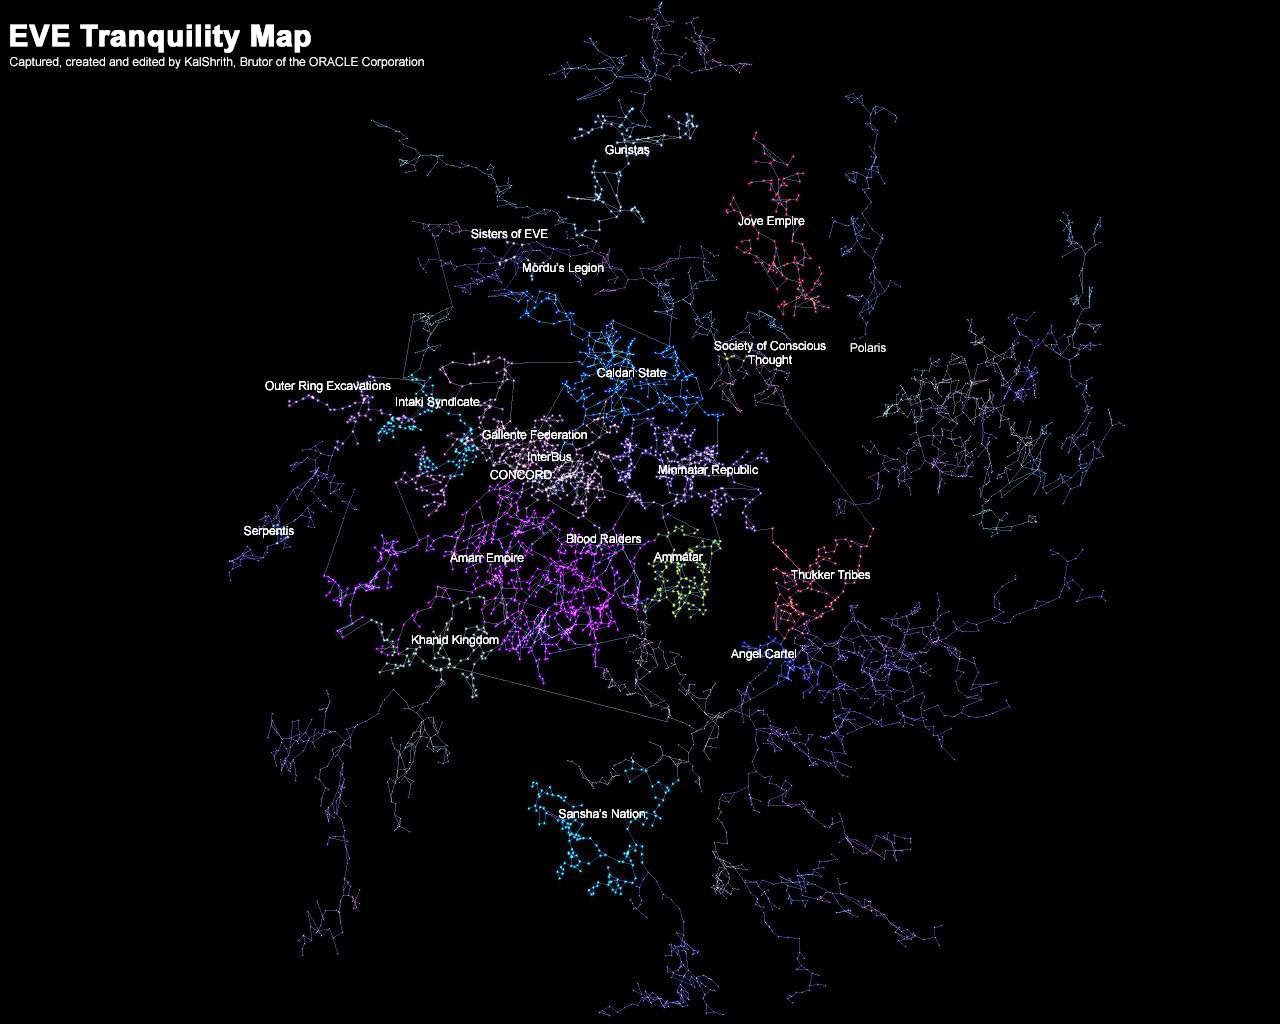 EVE Tranquility Map
Captured, created and edited by KalShrith, Brutor of the ORACLE Corporation
Guristas
Jove Empire
Sisters of EVE
Mordu's Legion
Society of Conscious
Thought
Polaris
Caldari State
Outer Ring Excavations
Intaki Syndicate
Gallente Federation
InterBus
Minmatar Republic
CONCORD
Serpentis
Blood Raiders
Amarr Empire
Ammatar
Thukker Tribes
Khanid Kingdom
Angel Cartel
Sansha's Nation